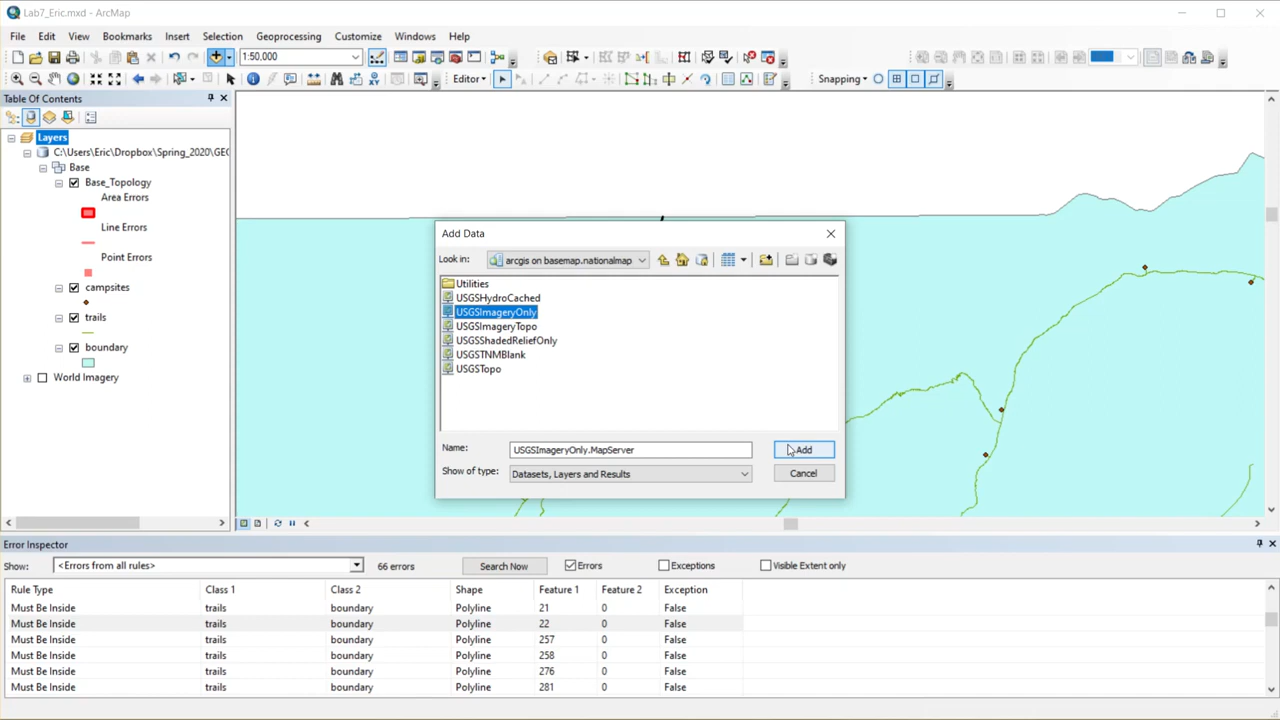 Lab7_Eric.mxd - ArcMap
File Edit View Bookmarks Insert Selection Geoprocessing Customize Windows Help
1:50,000
Editor Snapping
Table Of Contents
Layers
C:\Users\Eric\Dropbox\Spring_2020\GEO
Base
Base_Topology
Area Errors
Line Errors
Point Errors
campsites
trails
boundary
World Imagery
Add Data
Look in: arcgis on basemap.nationalmap
Utilities
USGSHydroCached
USGSImageryOnly
USGSImageryTopo
USGSShadedReliefOnly
USGSTNMBlank
USGSTopo
Name: USGSImageryOnly.MapServer Add
Show of type: Datasets, Layers and Results Cancel
Error Inspector
Show: <Errors from all rules> 66 errors Search Now Errors Exceptions Visible Extent only
Rule Type Class 1 Class 2 Shape Feature 1 Feature 2 Exception
Must Be Inside trails boundary Polyline 21 0 False
Must Be Inside trails boundary Polyline 22 0 False
Must Be Inside trails boundary Polyline 257 0 False
Must Be Inside trails boundary Polyline 258 0 False
Must Be Inside trails boundary Polyline 276 0 False
Must Be Inside trails boundary Polyline 281 0 False